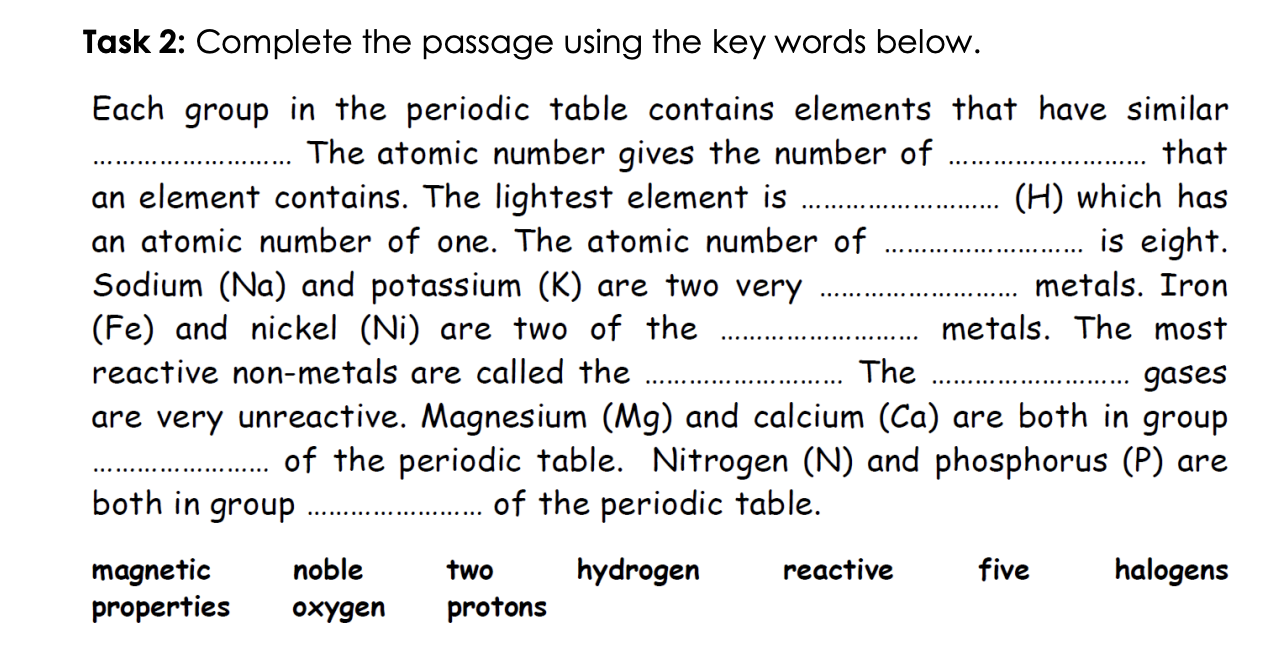 Task 2: Complete the passage using the key words below.
Each group in the periodic table contains elements that have similar
........................... The atomic number gives the number of ........................... that
an element contains. The lightest element is ........................... (H) which has
an atomic number of one. The atomic number of ........................... is eight.
Sodium (Na) and potassium (K) are two very ........................... metals. Iron
(Fe) and nickel (Ni) are two of the ........................... metals. The most
reactive non-metals are called the ........................... The ........................... gases
are very unreactive. Magnesium (Mg) and calcium (Ca) are both in group
........................ of the periodic table. Nitrogen (N) and phosphorus (P) are
both in group ........................ of the periodic table.
magnetic noble two hydrogen reactive five halogens
properties oxygen protons